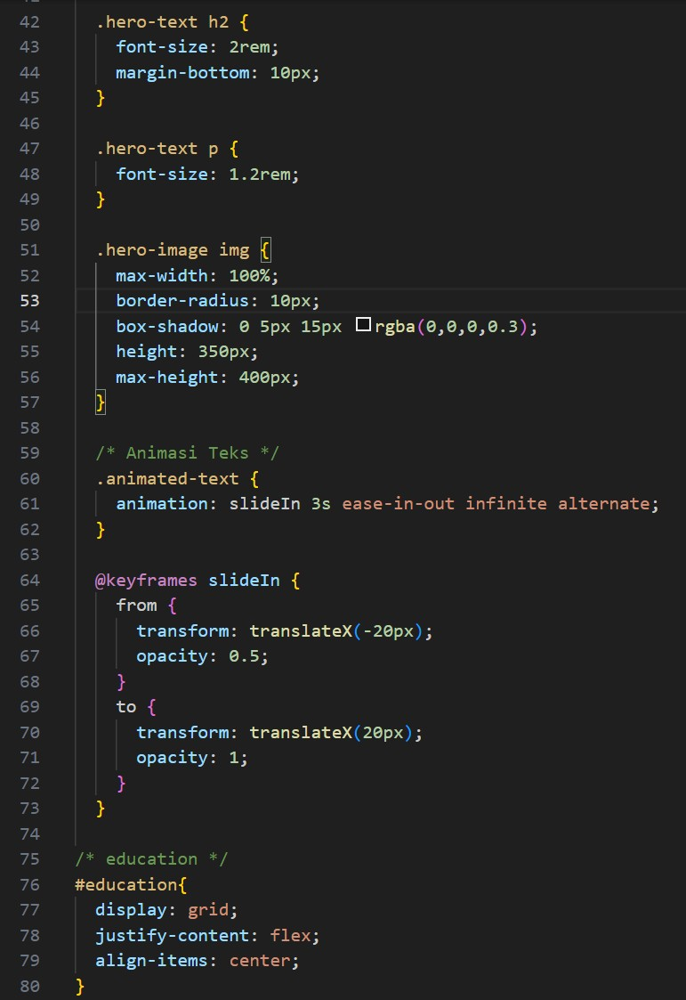 42 .hero-text h2 {
43 font-size: 2rem;
44 margin-bottom: 10px;
45 }
46
47 .hero-text p {
48 font-size: 1.2rem;
49 }
50
51 .hero-image img {
52 max-width: 100%;
53 border-radius: 10px;
54 box-shadow: 0 5px 15px rgba(0,0,0,0.3);
55 height: 350px;
56 max-height: 400px;
57 }
58
59 /* Animasi Teks */
60 .animated-text {
61 animation: slideIn 3s ease-in-out infinite alternate;
62 }
63
64 @keyframes slideIn {
65 from {
66 transform: translateX(-20px);
67 opacity: 0.5;
68 }
69 to {
70 transform: translateX(20px);
71 opacity: 1;
72 }
73 }
74
75 /* education */
76 #education{
77 display: grid;
78 justify-content: flex;
79 align-items: center;
80 }